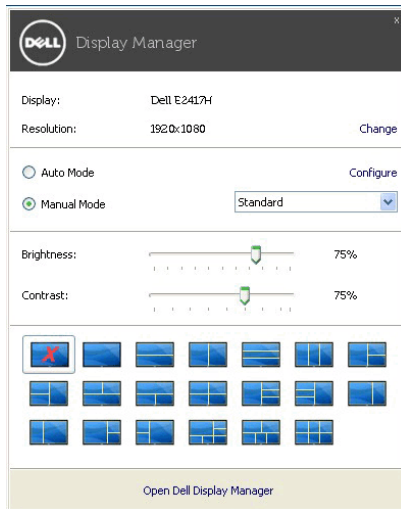 x
DELL Display Manager
Display: Dell E2417H
Resolution: 1920x1080 Change
Auto Mode Configure
Manual Mode Standard
Brightness: 75%
Contrast: 75%
Open Dell Display Manager